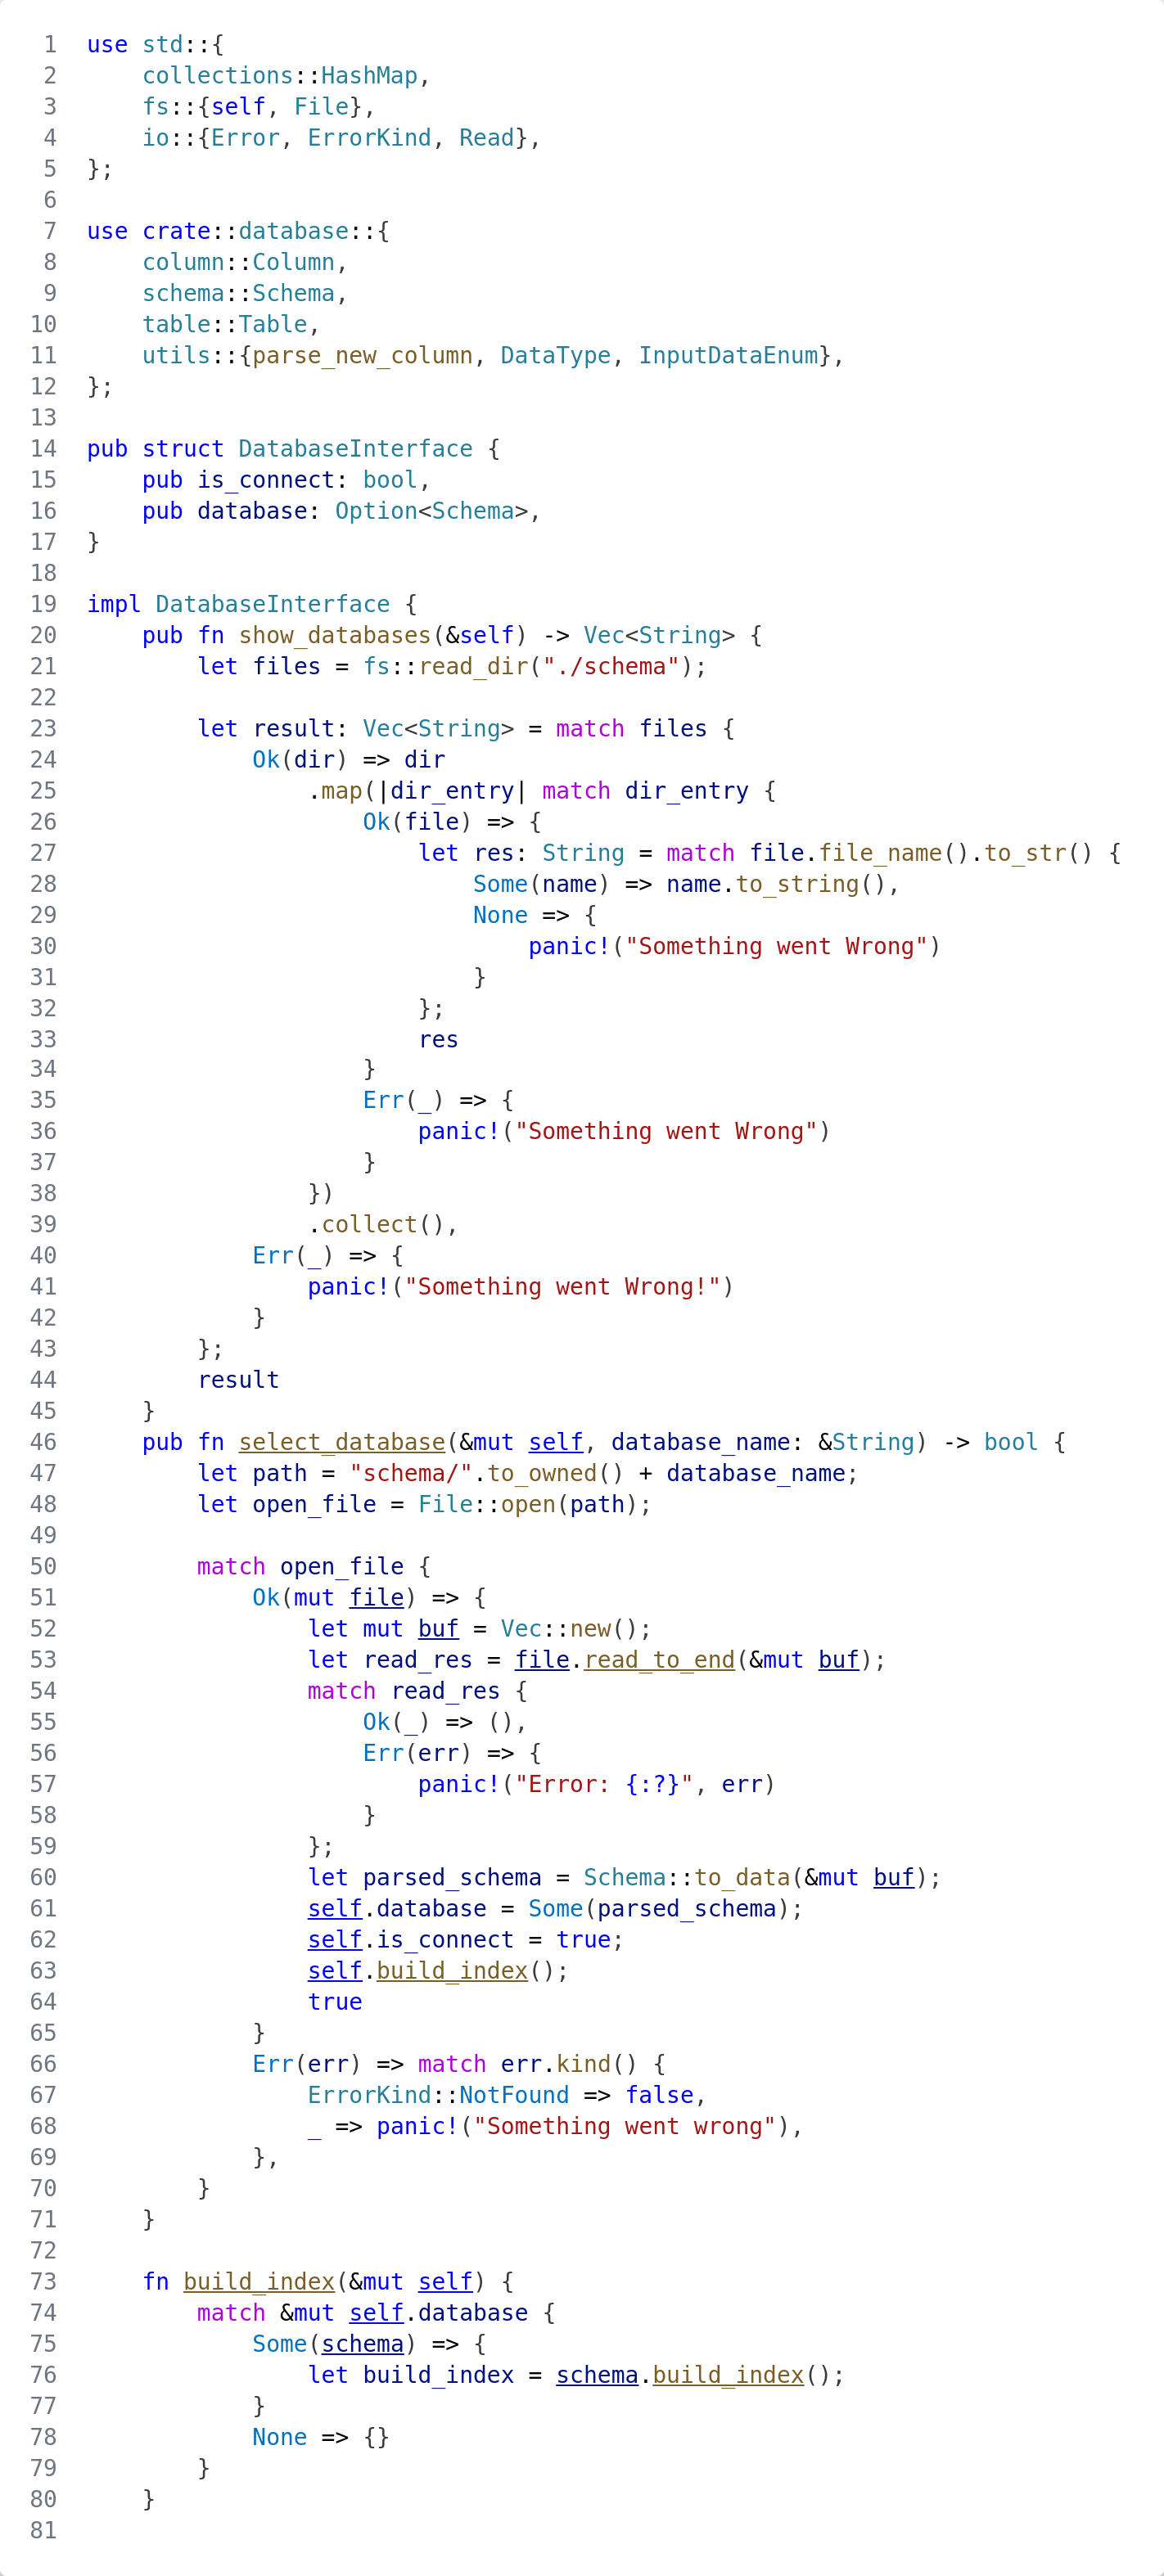 1 use std::{
2     collections::HashMap,
3     fs::{self, File},
4     io::{Error, ErrorKind, Read},
5 };
6
7 use crate::database::{
8     column::Column,
9     schema::Schema,
10     table::Table,
11     utils::{parse_new_column, DataType, InputDataEnum},
12 };
13
14 pub struct DatabaseInterface {
15     pub is_connect: bool,
16     pub database: Option<Schema>,
17 }
18
19 impl DatabaseInterface {
20     pub fn show_databases(&self) -> Vec<String> {
21         let files = fs::read_dir("./schema");
22
23         let result: Vec<String> = match files {
24             Ok(dir) => dir
25                 .map(|dir_entry| match dir_entry {
26                     Ok(file) => {
27                         let res: String = match file.file_name().to_str() {
28                             Some(name) => name.to_string(),
29                             None => {
30                                 panic!("Something went Wrong")
31                             }
32                         };
33                         res
34                     }
35                     Err(_) => {
36                         panic!("Something went Wrong")
37                     }
38                 })
39                 .collect(),
40             Err(_) => {
41                 panic!("Something went Wrong!")
42             }
43         };
44         result
45     }
46     pub fn select_database(&mut self, database_name: &String) -> bool {
47         let path = "schema/".to_owned() + database_name;
48         let open_file = File::open(path);
49
50         match open_file {
51             Ok(mut file) => {
52                 let mut buf = Vec::new();
53                 let read_res = file.read_to_end(&mut buf);
54                 match read_res {
55                     Ok(_) => (),
56                     Err(err) => {
57                         panic!("Error: {:?}", err)
58                     }
59                 };
60                 let parsed_schema = Schema::to_data(&mut buf);
61                 self.database = Some(parsed_schema);
62                 self.is_connect = true;
63                 self.build_index();
64                 true
65             }
66             Err(err) => match err.kind() {
67                 ErrorKind::NotFound => false,
68                 _ => panic!("Something went wrong"),
69             },
70         }
71     }
72
73     fn build_index(&mut self) {
74         match &mut self.database {
75             Some(schema) => {
76                 let build_index = schema.build_index();
77             }
78             None => {}
79         }
80     }
81